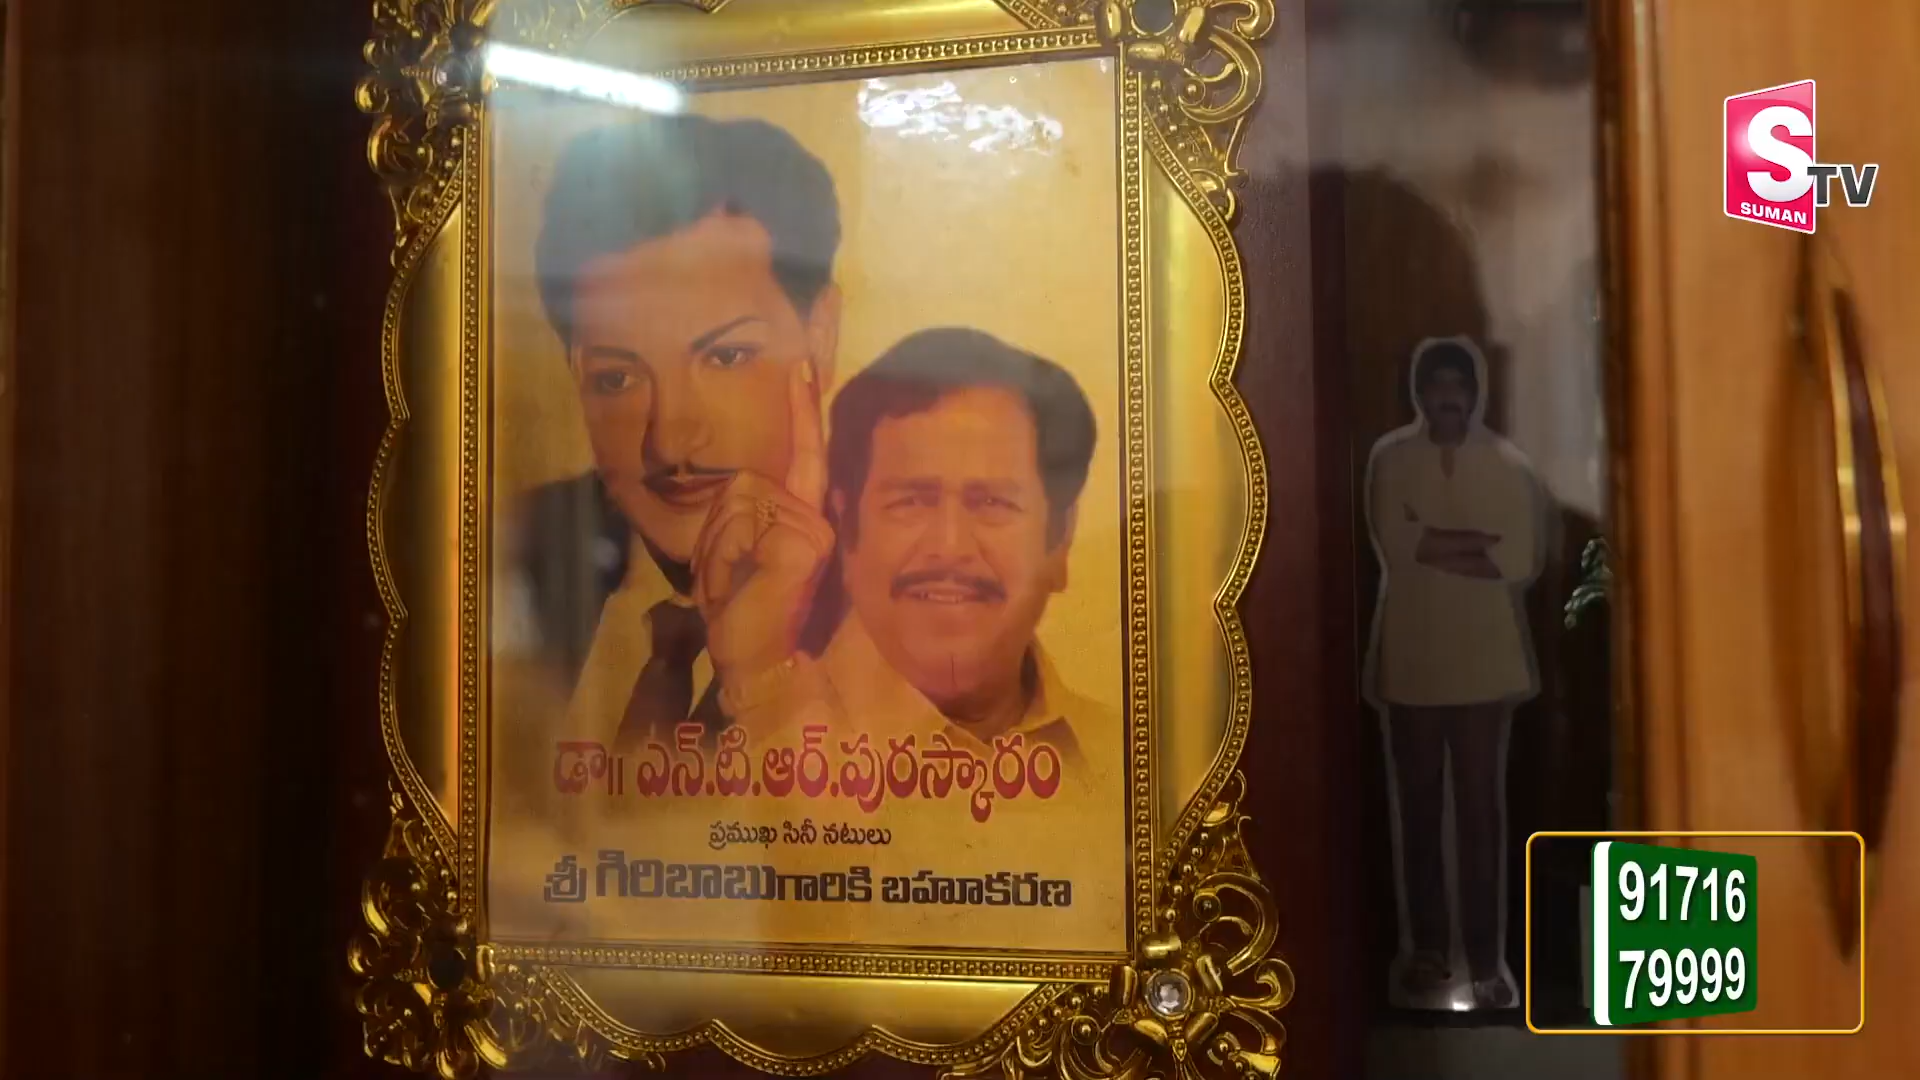 S
TV
SUMAN
డా॥ ఎన్.టి.ఆర్.పురస్కారం
ప్రముఖ సినీ నటులు
శ్రీ గిరిబాబుగారికి బహూకరణ
91716
79999